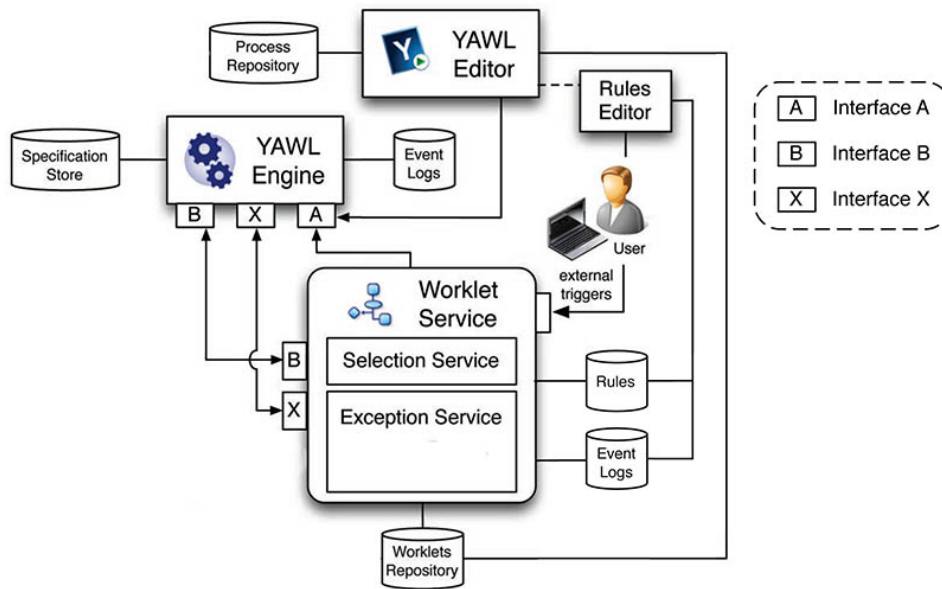 Process
Repository
Y
YAWL
Editor
Rules
Editor
A
Interface A
B
Interface B
X
Interface X
Specification
Store
YAWL
Engine
Event
Logs
B
X
A
User
external
triggers
Worklet
Service
B
Selection Service
X
Exception Service
Rules
Event
Logs
Worklets
Repository